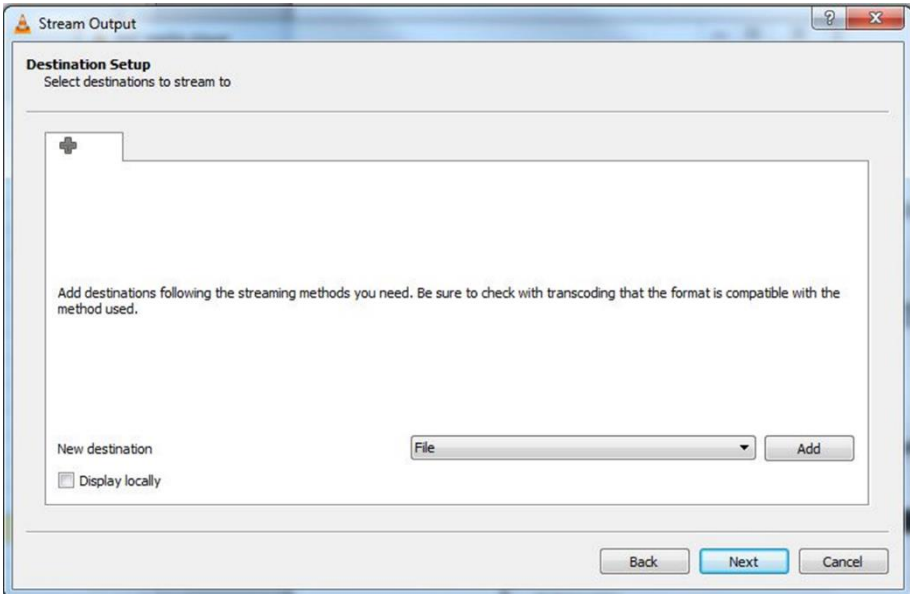 Stream Output
Destination Setup
Select destinations to stream to
Add destinations following the streaming methods you need. Be sure to check with transcoding that the format is compatible with the
method used.
New destination
File
Add
Display locally
Back
Next
Cancel